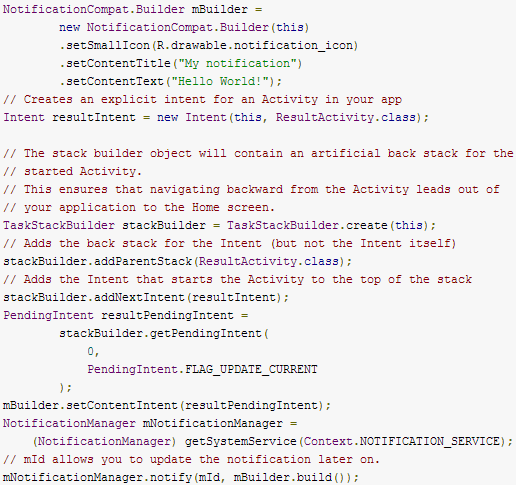 NotificationCompat.Builder mBuilder =
        new NotificationCompat.Builder(this)
        .setSmallIcon(R.drawable.notification_icon)
        .setContentTitle("My notification")
        .setContentText("Hello World!");
// Creates an explicit intent for an Activity in your app
Intent resultIntent = new Intent(this, ResultActivity.class);

// The stack builder object will contain an artificial back stack for the
// started Activity.
// This ensures that navigating backward from the Activity leads out of
// your application to the Home screen.
TaskStackBuilder stackBuilder = TaskStackBuilder.create(this);
// Adds the back stack for the Intent (but not the Intent itself)
stackBuilder.addParentStack(ResultActivity.class);
// Adds the Intent that starts the Activity to the top of the stack
stackBuilder.addNextIntent(resultIntent);
PendingIntent resultPendingIntent =
        stackBuilder.getPendingIntent(
            0,
            PendingIntent.FLAG_UPDATE_CURRENT
        );
mBuilder.setContentIntent(resultPendingIntent);
NotificationManager mNotificationManager =
    (NotificationManager) getSystemService(Context.NOTIFICATION_SERVICE);
// mId allows you to update the notification later on.
mNotificationManager.notify(mId, mBuilder.build());